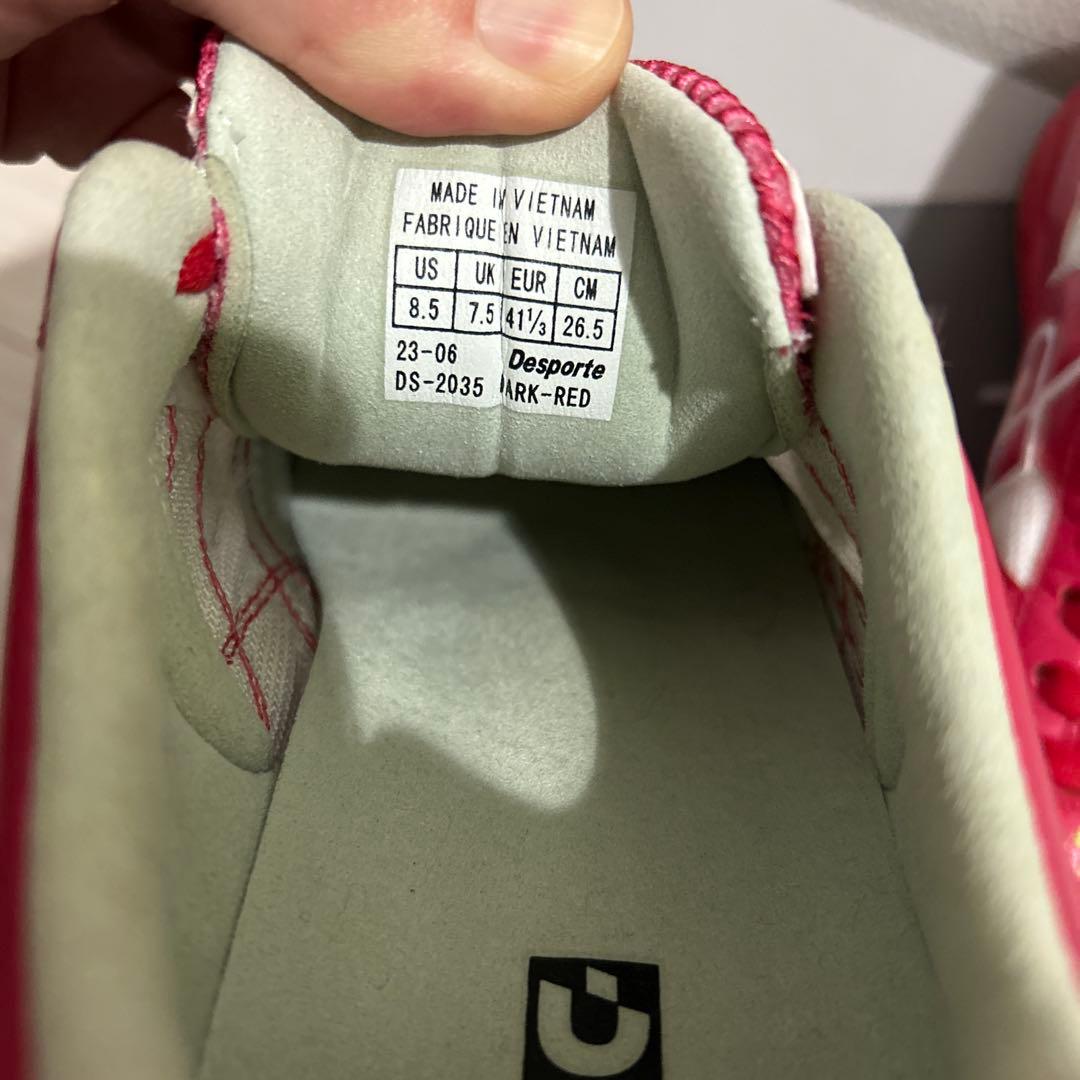 MADE IN VIETNAM
FABRIQUE EN VIETNAM
US UK EUR CM
8.5 7.5 41⅓ 26.5
23-06 Desporte
DS-2035 ARK-RED